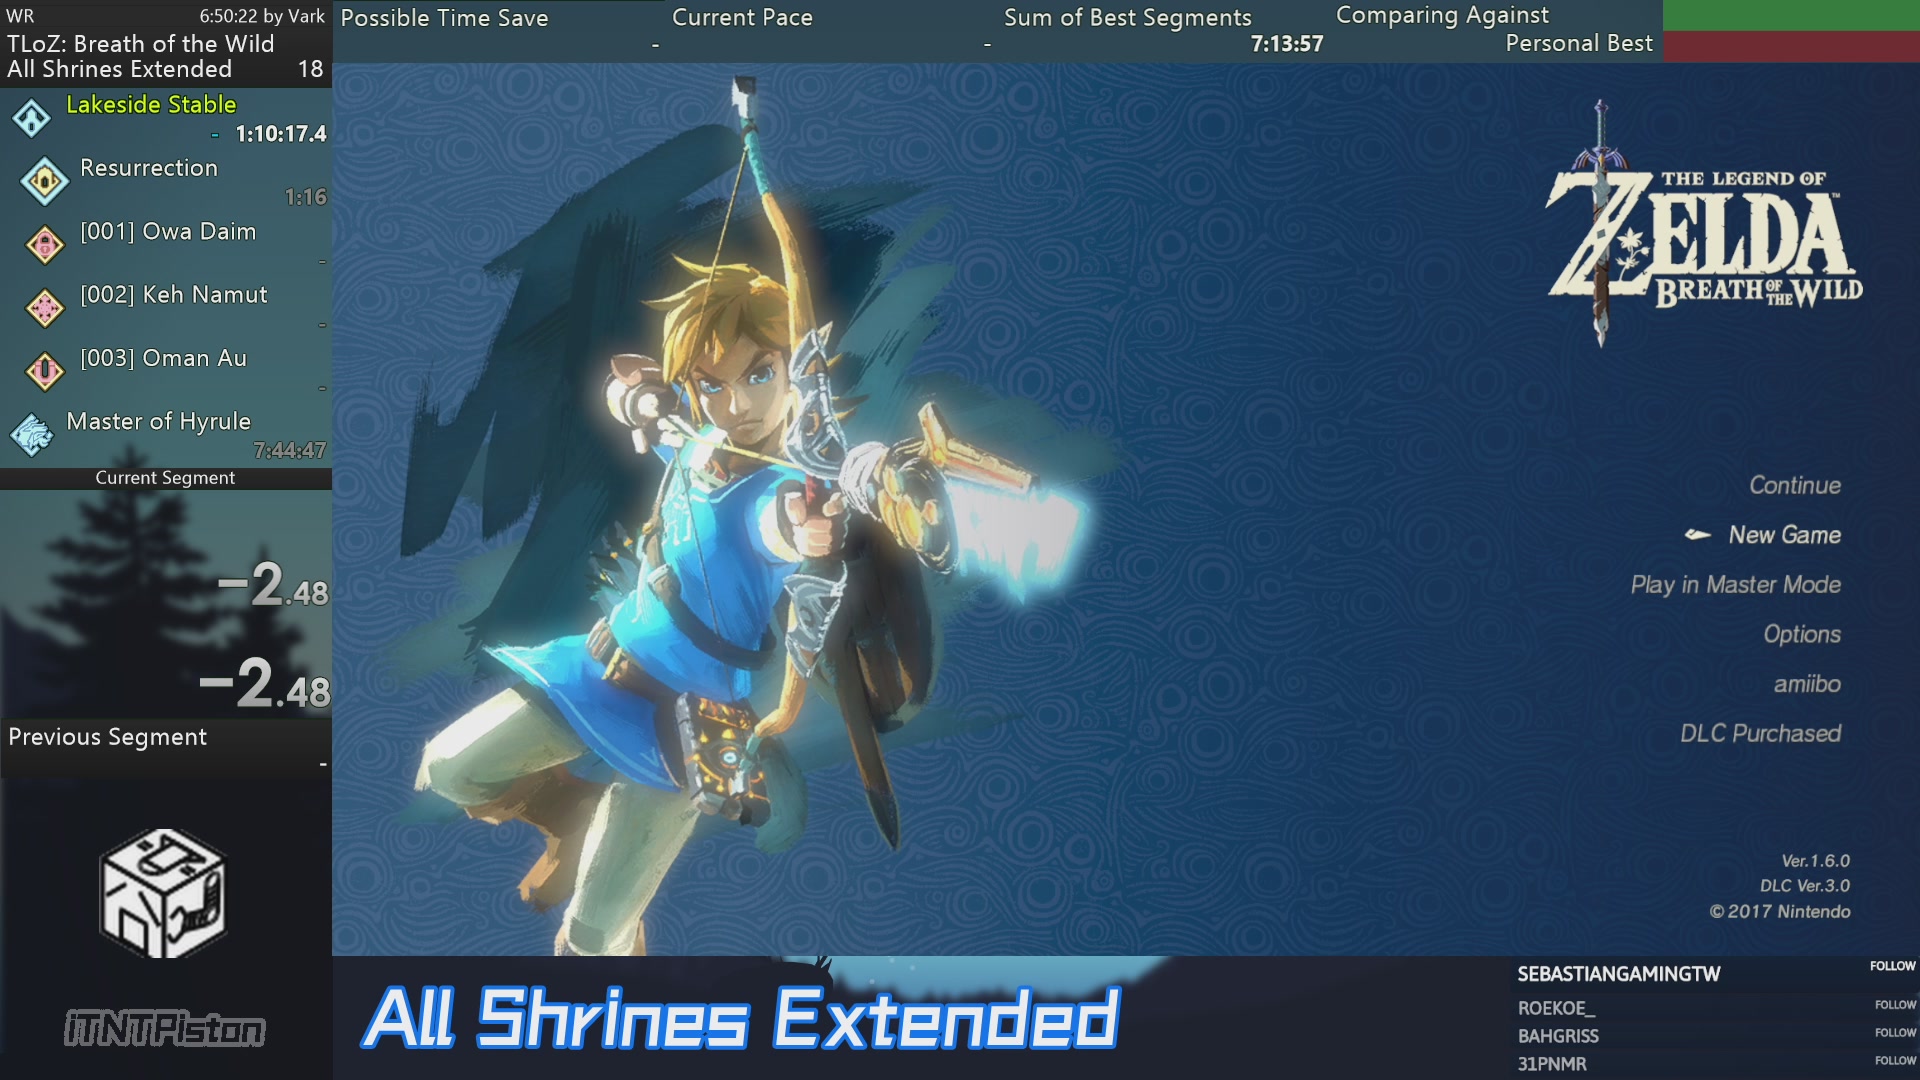 WR 6:50:22 by Vark
TLoZ: Breath of the Wild
All Shrines Extended 18
Possible Time Save
-
Current Pace
-
Sum of Best Segments
7:13:57
Comparing Against
Personal Best
Lakeside Stable
- 1:10:17.4
Resurrection
1:16
[001] Owa Daim
-
[002] Keh Namut
-
[003] Oman Au
-
Master of Hyrule
7:44:47
Current Segment
-2.48
-2.48
Previous Segment
-
iTNTPiston
THE LEGEND OF
ZELDA™
BREATH OF THE WILD
Continue
New Game
Play in Master Mode
Options
amiibo
DLC Purchased
Ver.1.6.0
DLC Ver.3.0
© 2017 Nintendo
All Shrines Extended
SEBASTIANGAMINGTW FOLLOW
ROEKOE_ FOLLOW
BAHGRISS FOLLOW
31PNMR FOLLOW